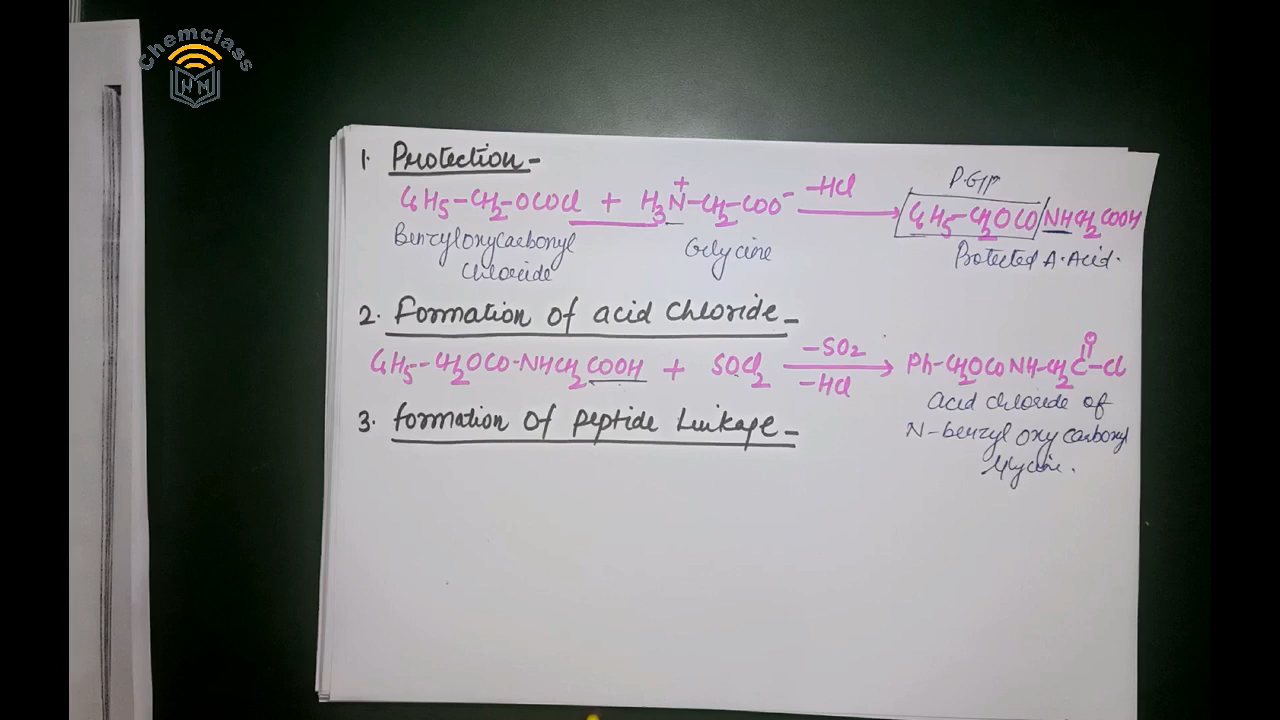 Chemclass
NM
1. Protection -
P.Grp
C6H5-CH2-OCOCl + H3N+-CH2-COO- -HCl → C6H5-CH2OCO NHCH2COOH
Benzyloxycarbonyl chloride
Glycine
Protected A.Acid.
2. Formation of acid chloride -
C6H5-CH2OCO-NHCH2COOH + SOCl2 -SO2 -HCl → Ph-CH2OCONH-CH2C(=O)-Cl
acid chloride of
N-benzyl oxy carbonyl
Glycine.
3. formation of peptide Linkage -